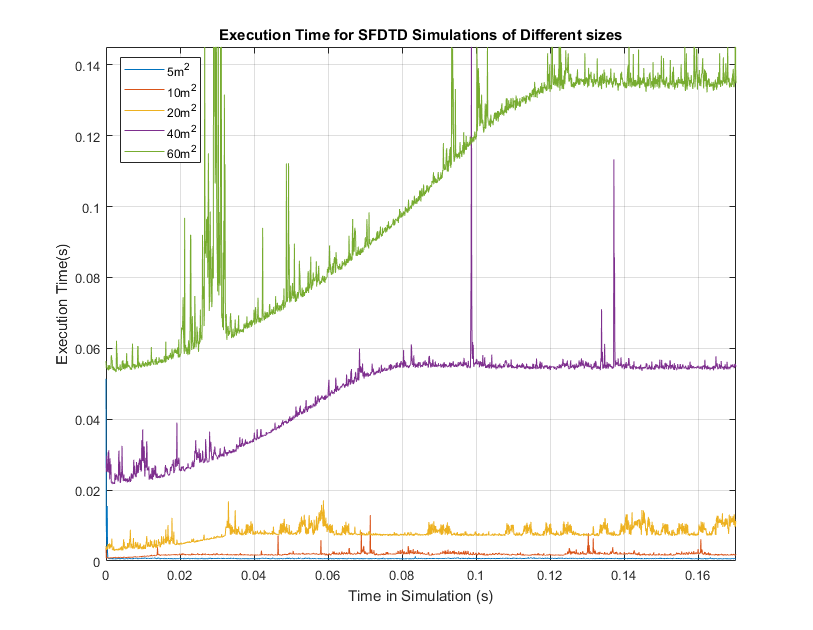 Execution Time for SFDTD Simulations of Different sizes
5m²
10m²
20m²
40m²
60m²
Execution Time(s)
0.14
0.12
0.1
0.08
0.06
0.04
0.02
0
0 0.02 0.04 0.06 0.08 0.1 0.12 0.14 0.16
Time in Simulation (s)